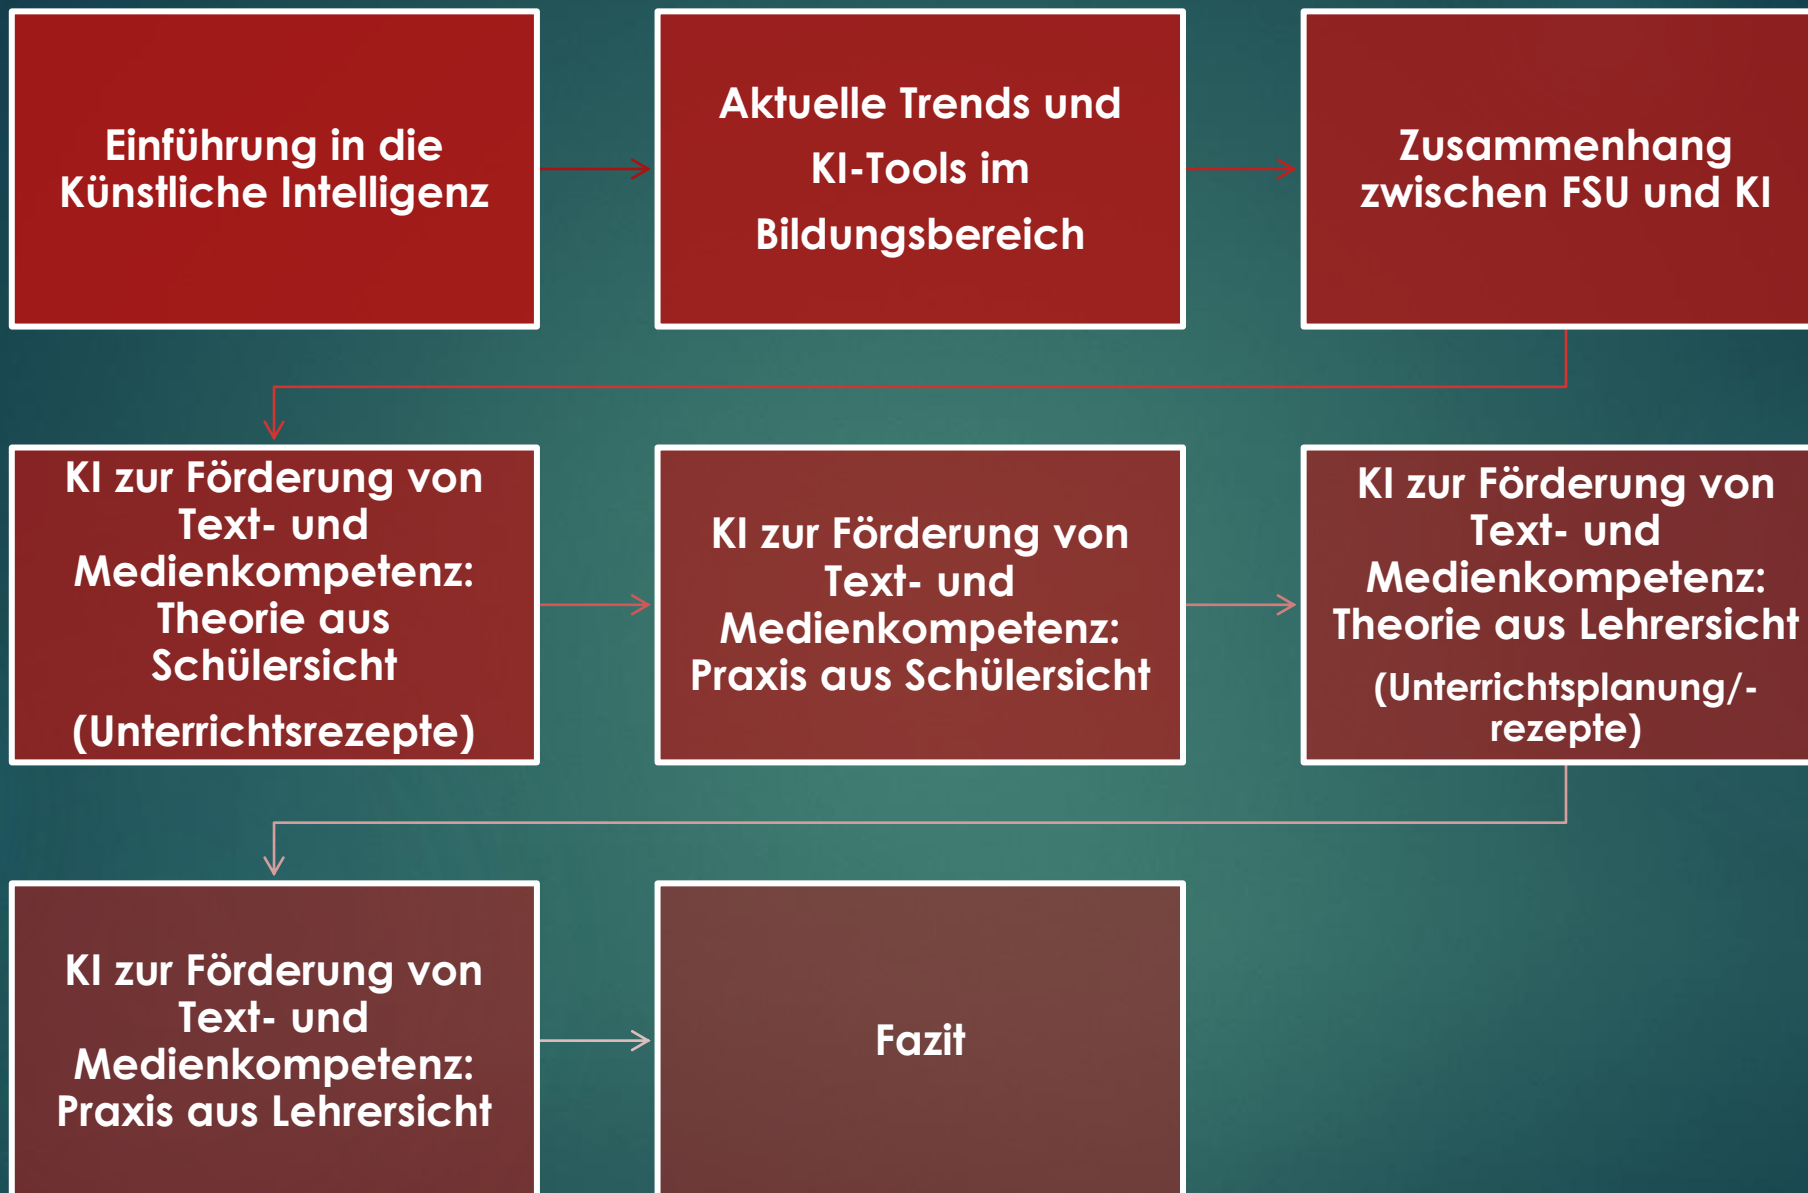 Einführung in die
Künstliche Intelligenz
Aktuelle Trends und
KI-Tools im
Bildungsbereich
Zusammenhang
zwischen FSU und KI
KI zur Förderung von
Text- und
Medienkompetenz:
Theorie aus
Schülersicht
(Unterrichtsrezepte)
KI zur Förderung von
Text- und
Medienkompetenz:
Praxis aus Schülersicht
KI zur Förderung von
Text- und
Medienkompetenz:
Theorie aus Lehrersicht
(Unterrichtsplanung/-
rezepte)
KI zur Förderung von
Text- und
Medienkompetenz:
Praxis aus Lehrersicht
Fazit